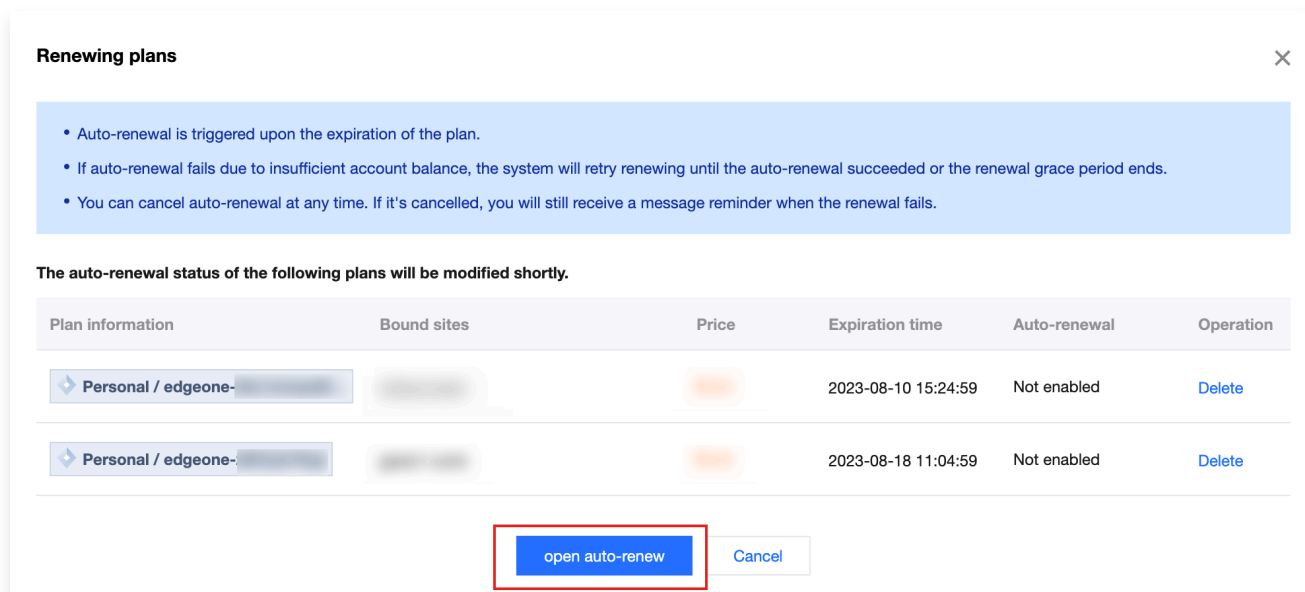 Renewing plans
• Auto-renewal is triggered upon the expiration of the plan.
• If auto-renewal fails due to insufficient account balance, the system will retry renewing until the auto-renewal succeeded or the renewal grace period ends.
• You can cancel auto-renewal at any time. If it's cancelled, you will still receive a message reminder when the renewal fails.
The auto-renewal status of the following plans will be modified shortly.
Plan information Bound sites Price Expiration time Auto-renewal Operation
Personal / edgeone- 2023-08-10 15:24:59 Not enabled Delete
Personal / edgeone- 2023-08-18 11:04:59 Not enabled Delete
open auto-renew Cancel